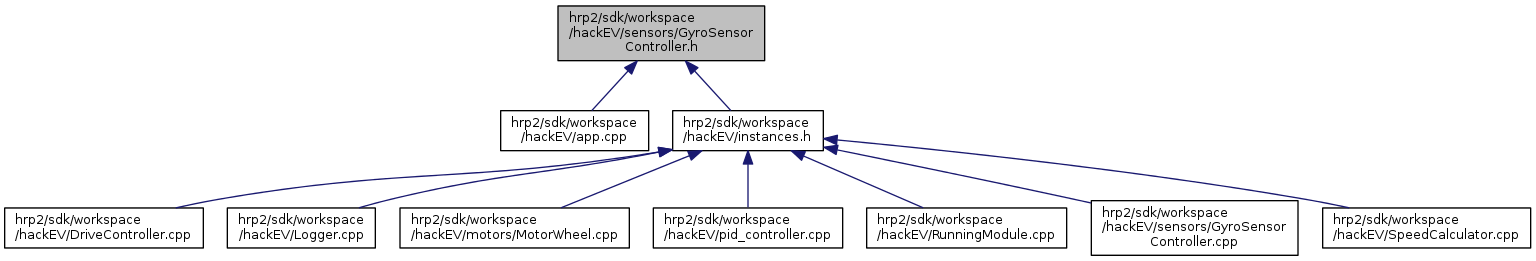 hrp2/sdk/workspace
/hackEV/sensors/GyroSensor
Controller.h
hrp2/sdk/workspace
/hackEV/app.cpp
hrp2/sdk/workspace
/hackEV/instances.h
hrp2/sdk/workspace
/hackEV/DriveController.cpp
hrp2/sdk/workspace
/hackEV/Logger.cpp
hrp2/sdk/workspace
/hackEV/motors/MotorWheel.cpp
hrp2/sdk/workspace
/hackEV/pid_controller.cpp
hrp2/sdk/workspace
/hackEV/RunningModule.cpp
hrp2/sdk/workspace
/hackEV/sensors/GyroSensor
Controller.cpp
hrp2/sdk/workspace
/hackEV/SpeedCalculator.cpp